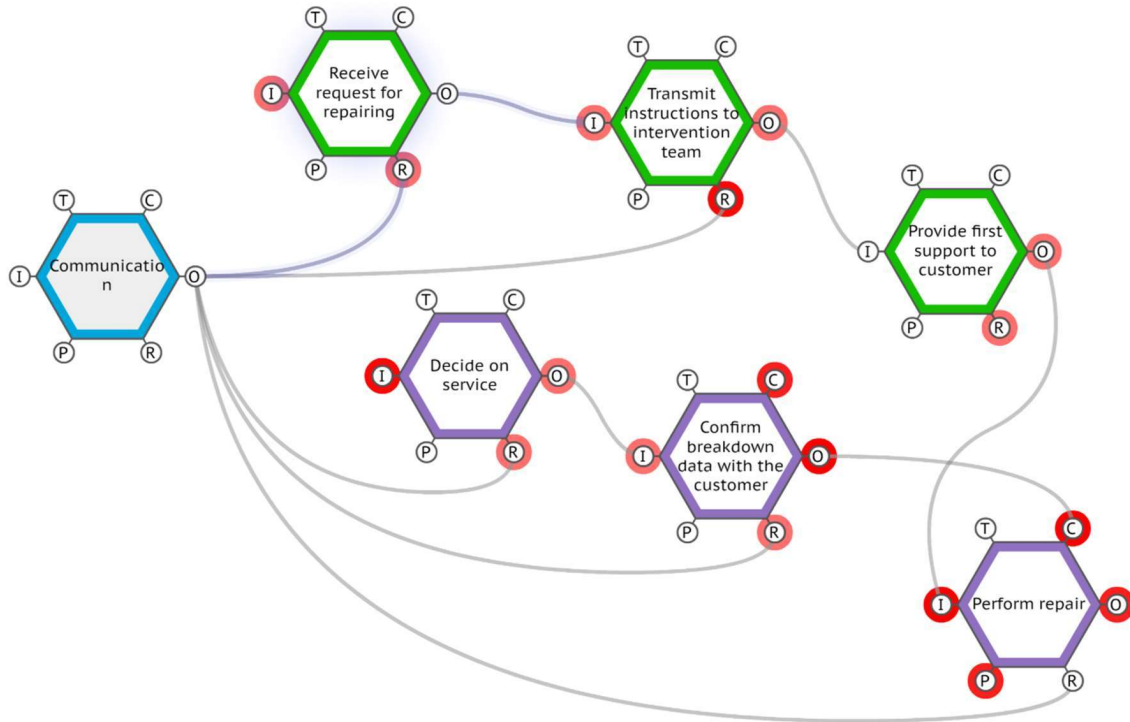 T
C
Receive
request for
repairing
I
O
P
R
T
C
Transmit
instructions to
intervention
team
I
O
P
R
T
C
Provide first
support to
customer
I
O
P
R
T
C
Communicatio
n
I
O
P
R
T
C
Decide on
service
I
O
P
R
T
C
Confirm
breakdown
data with the
customer
I
O
P
R
T
C
Perform repair
I
O
P
R